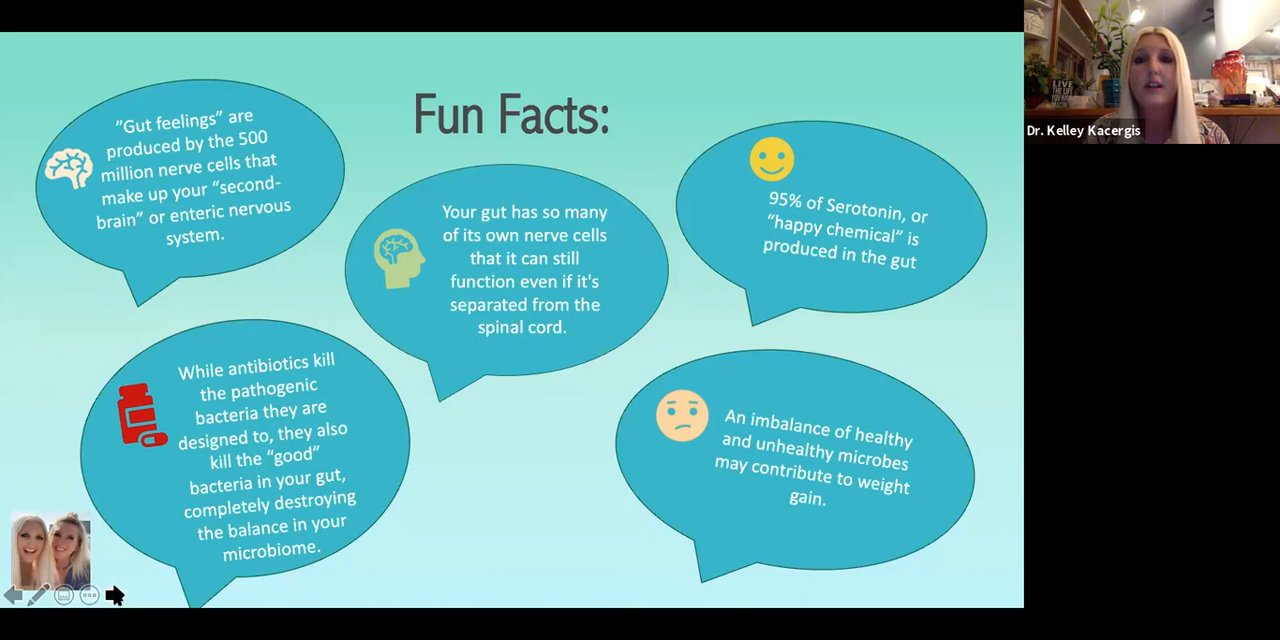 Fun Facts:
”Gut feelings” are
produced by the 500
million nerve cells that
make up your “second-
brain” or enteric nervous
system.
Your gut has so many
of its own nerve cells
that it can still
function even if it's
separated from the
spinal cord.
95% of Serotonin, or
“happy chemical” is
produced in the gut
While antibiotics kill
the pathogenic
bacteria they are
designed to, they also
kill the “good”
bacteria in your gut,
completely destroying
the balance in your
microbiome.
An imbalance of healthy
and unhealthy microbes
may contribute to weight
gain.
LIVE
THE LIFE
YOU
Dr. Kelley Kacergis